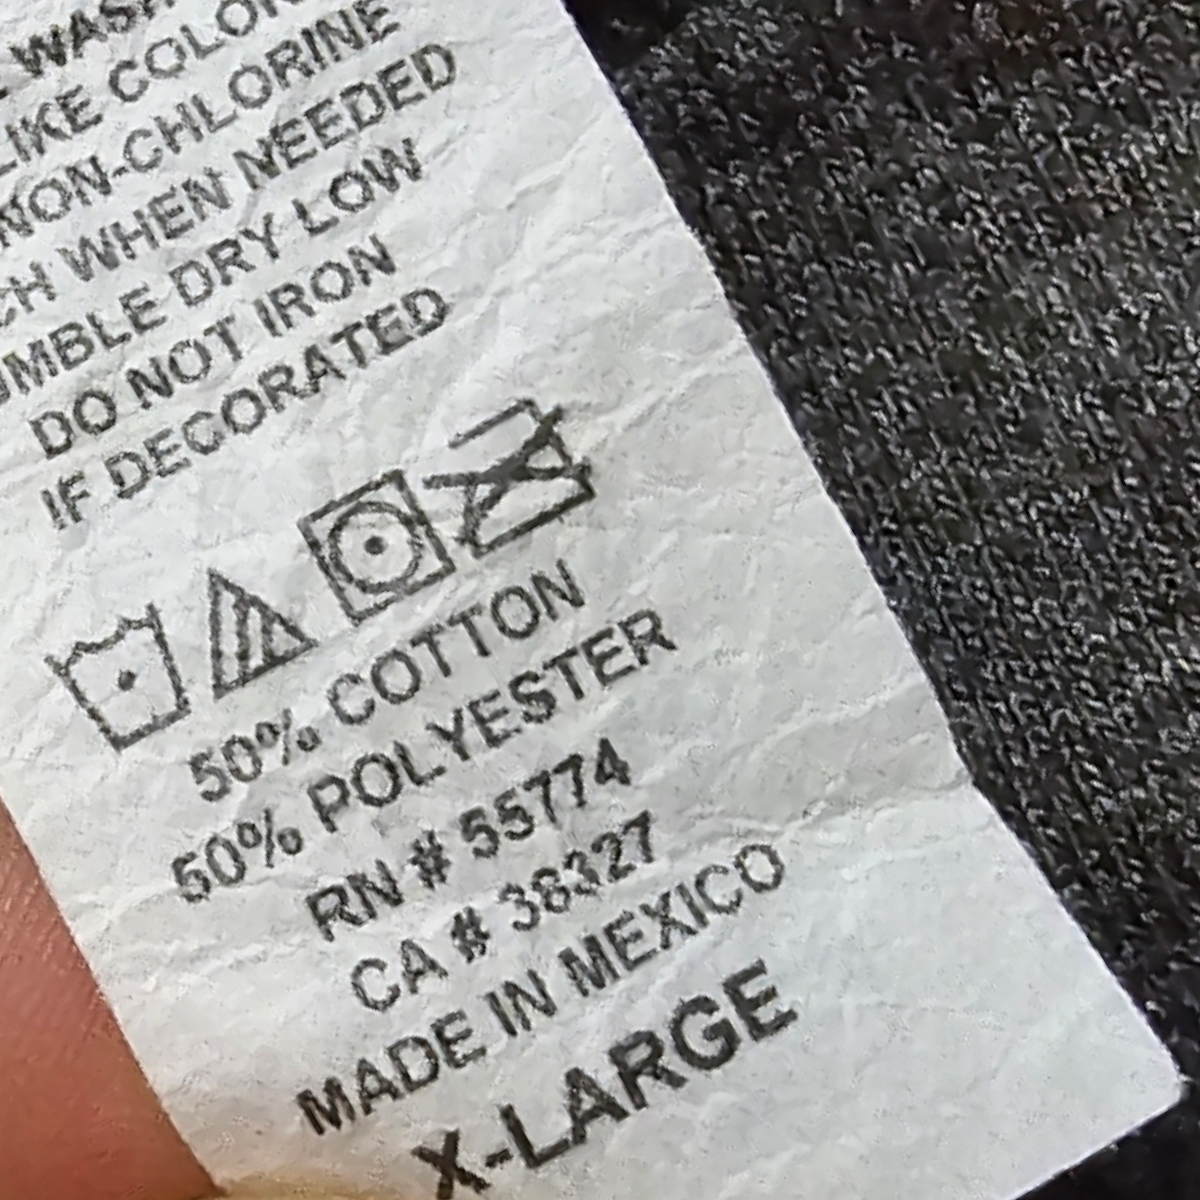 WASH
LIKE COLOR
NON-CHLORINE
WHEN NEEDED
DRY LOW
DO NOT IRON
IF DECORATED
50% COTTON
50% POLYESTER
RN # 55774
CA # 38327
MADE IN MEXICO
X-LARGE